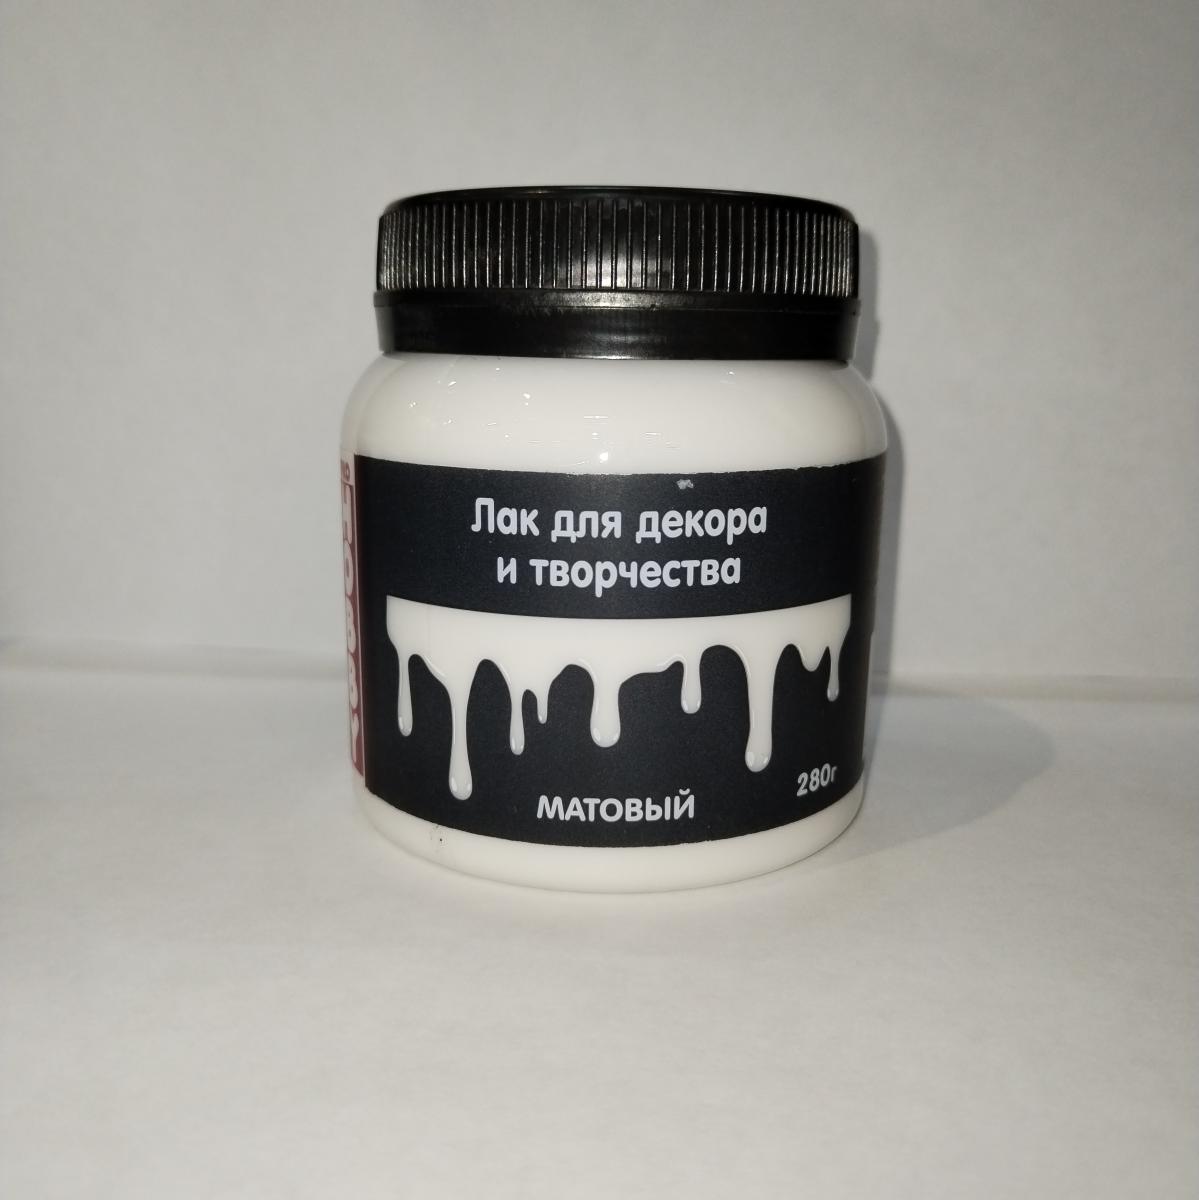 Лак для декора
и творчества
МАТОВЫЙ
280г